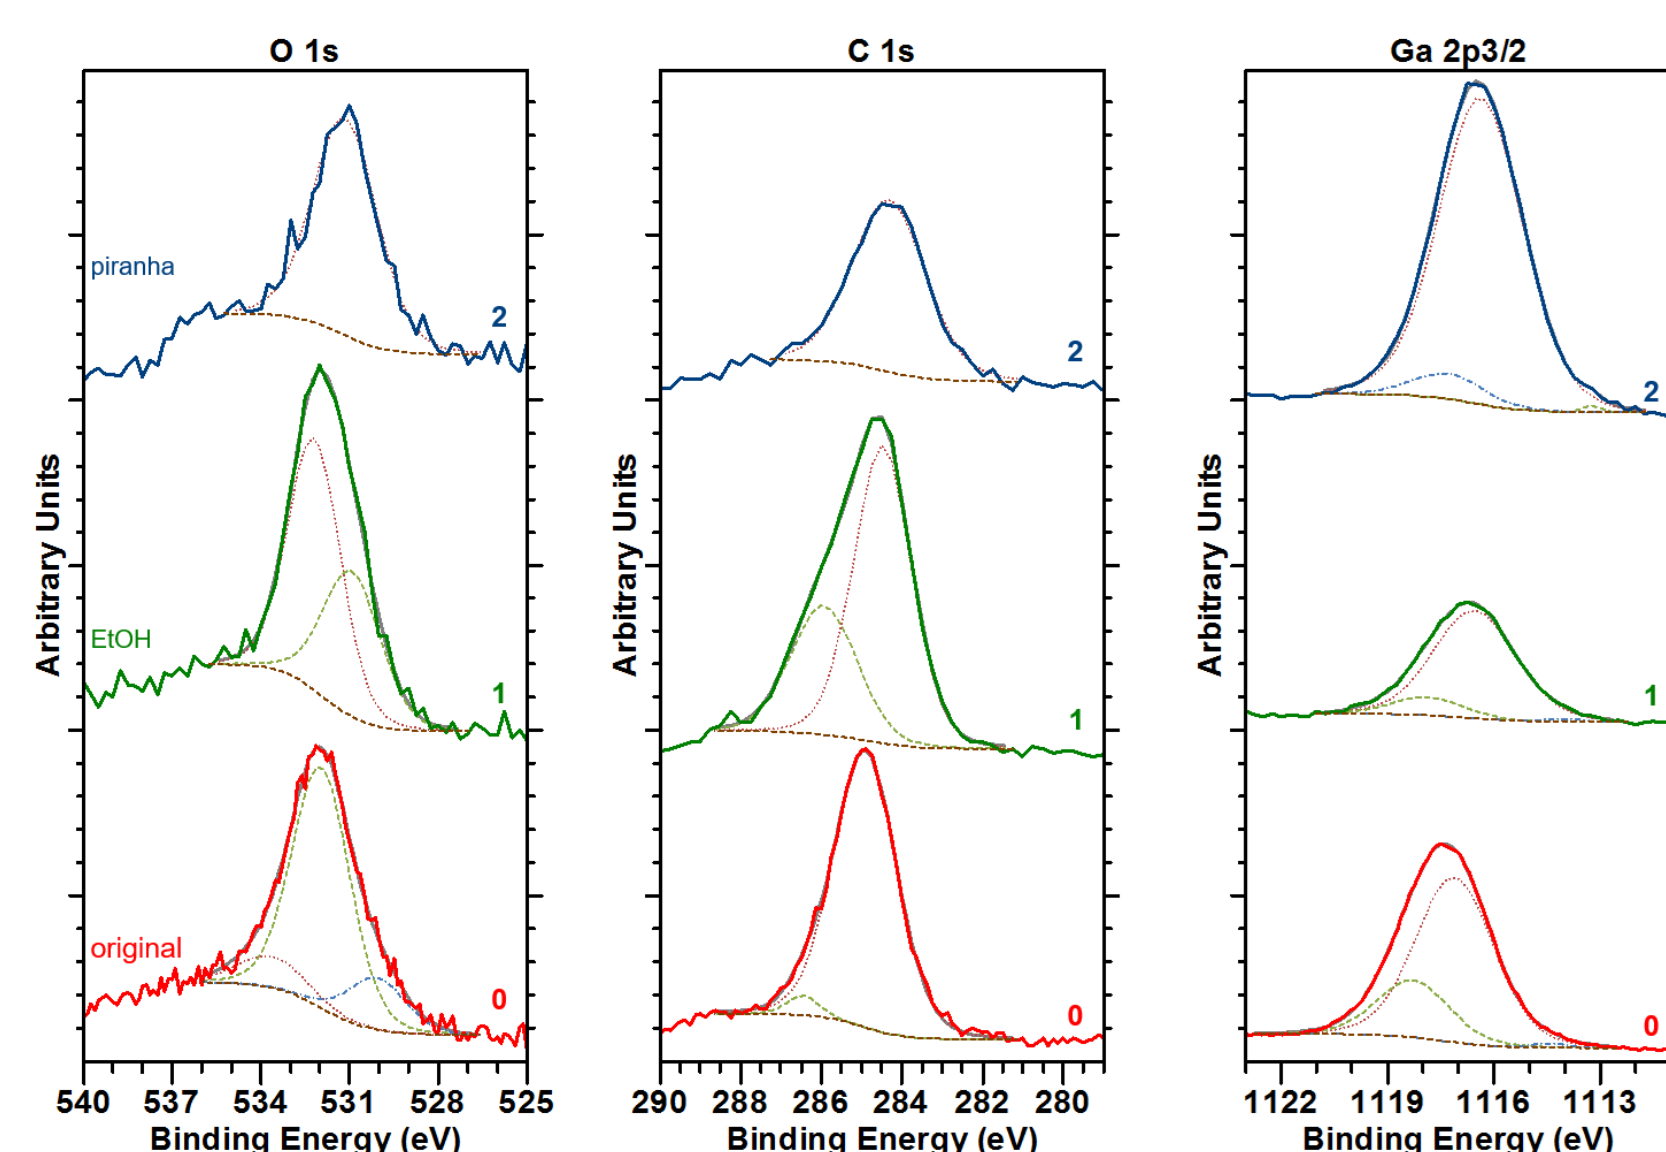 O 1s
C 1s
Ga 2p3/2
Arbitrary Units
piranha
2
EtOH
1
original
0
540 537 534 531 528 525
Binding Energy (eV)
Arbitrary Units
2
1
0
290 288 286 284 282 280
Binding Energy (eV)
Arbitrary Units
2
1
0
1122 1119 1116 1113
Binding Energy (eV)